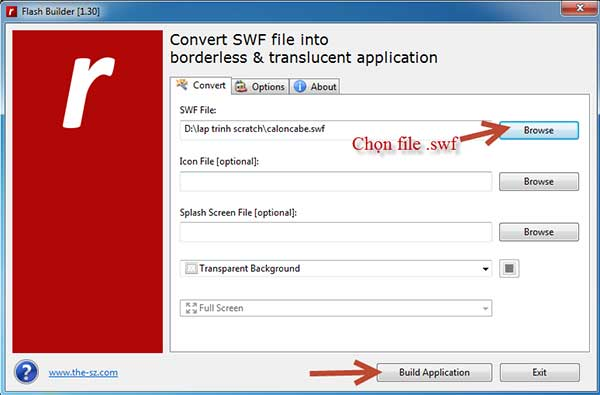 Flash Builder [1.30]
r
Convert SWF file into
borderless & translucent application
Convert
Options
About
SWF File:
D:\lap trinh scratch\caloncabe.swf
Browse
Chọn file .swf
Icon File [optional]:
Browse
Splash Screen File [optional]:
Browse
Transparent Background
Full Screen
?
www.the-sz.com
Build Application
Exit